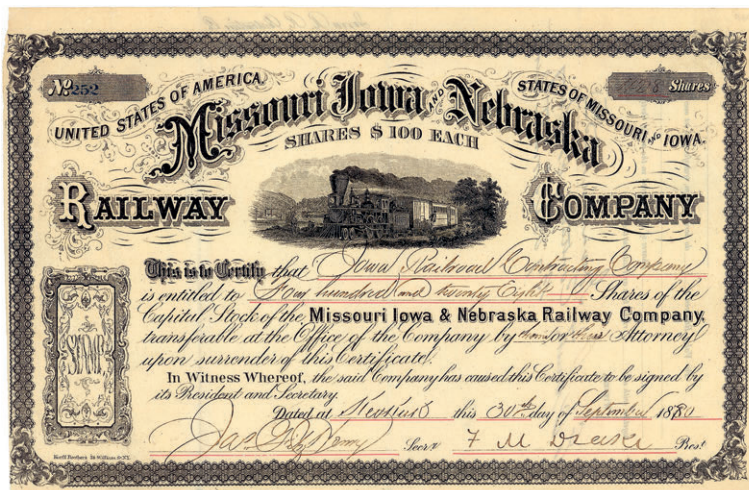 No 252
Shares
UNITED STATES OF AMERICA.
STATES OF MISSOURI and IOWA.
Missouri Iowa AND Nebraska
SHARES $ 100 EACH
RAILWAY COMPANY
This is to Certify that Iowa Railroad Contracting Company
is entitled to Four hundred and twenty Eight Shares of the
Capital Stock of the Missouri Iowa & Nebraska Railway Company,
transferable at the Office of the Company by them or their Attorney
upon surrender of this Certificate.
In Witness Whereof, the said Company has caused this Certificate to be signed by
its President and Secretary.
Dated at Keokuk this 30th day of September 1880
Secy F M Drake Prest
STAMP.